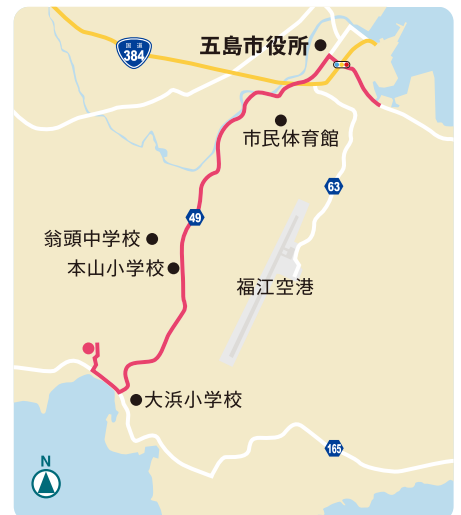 国道
384
五島市役所
市民体育館
63
49
翁頭中学校
本山小学校
福江空港
大浜小学校
165
N